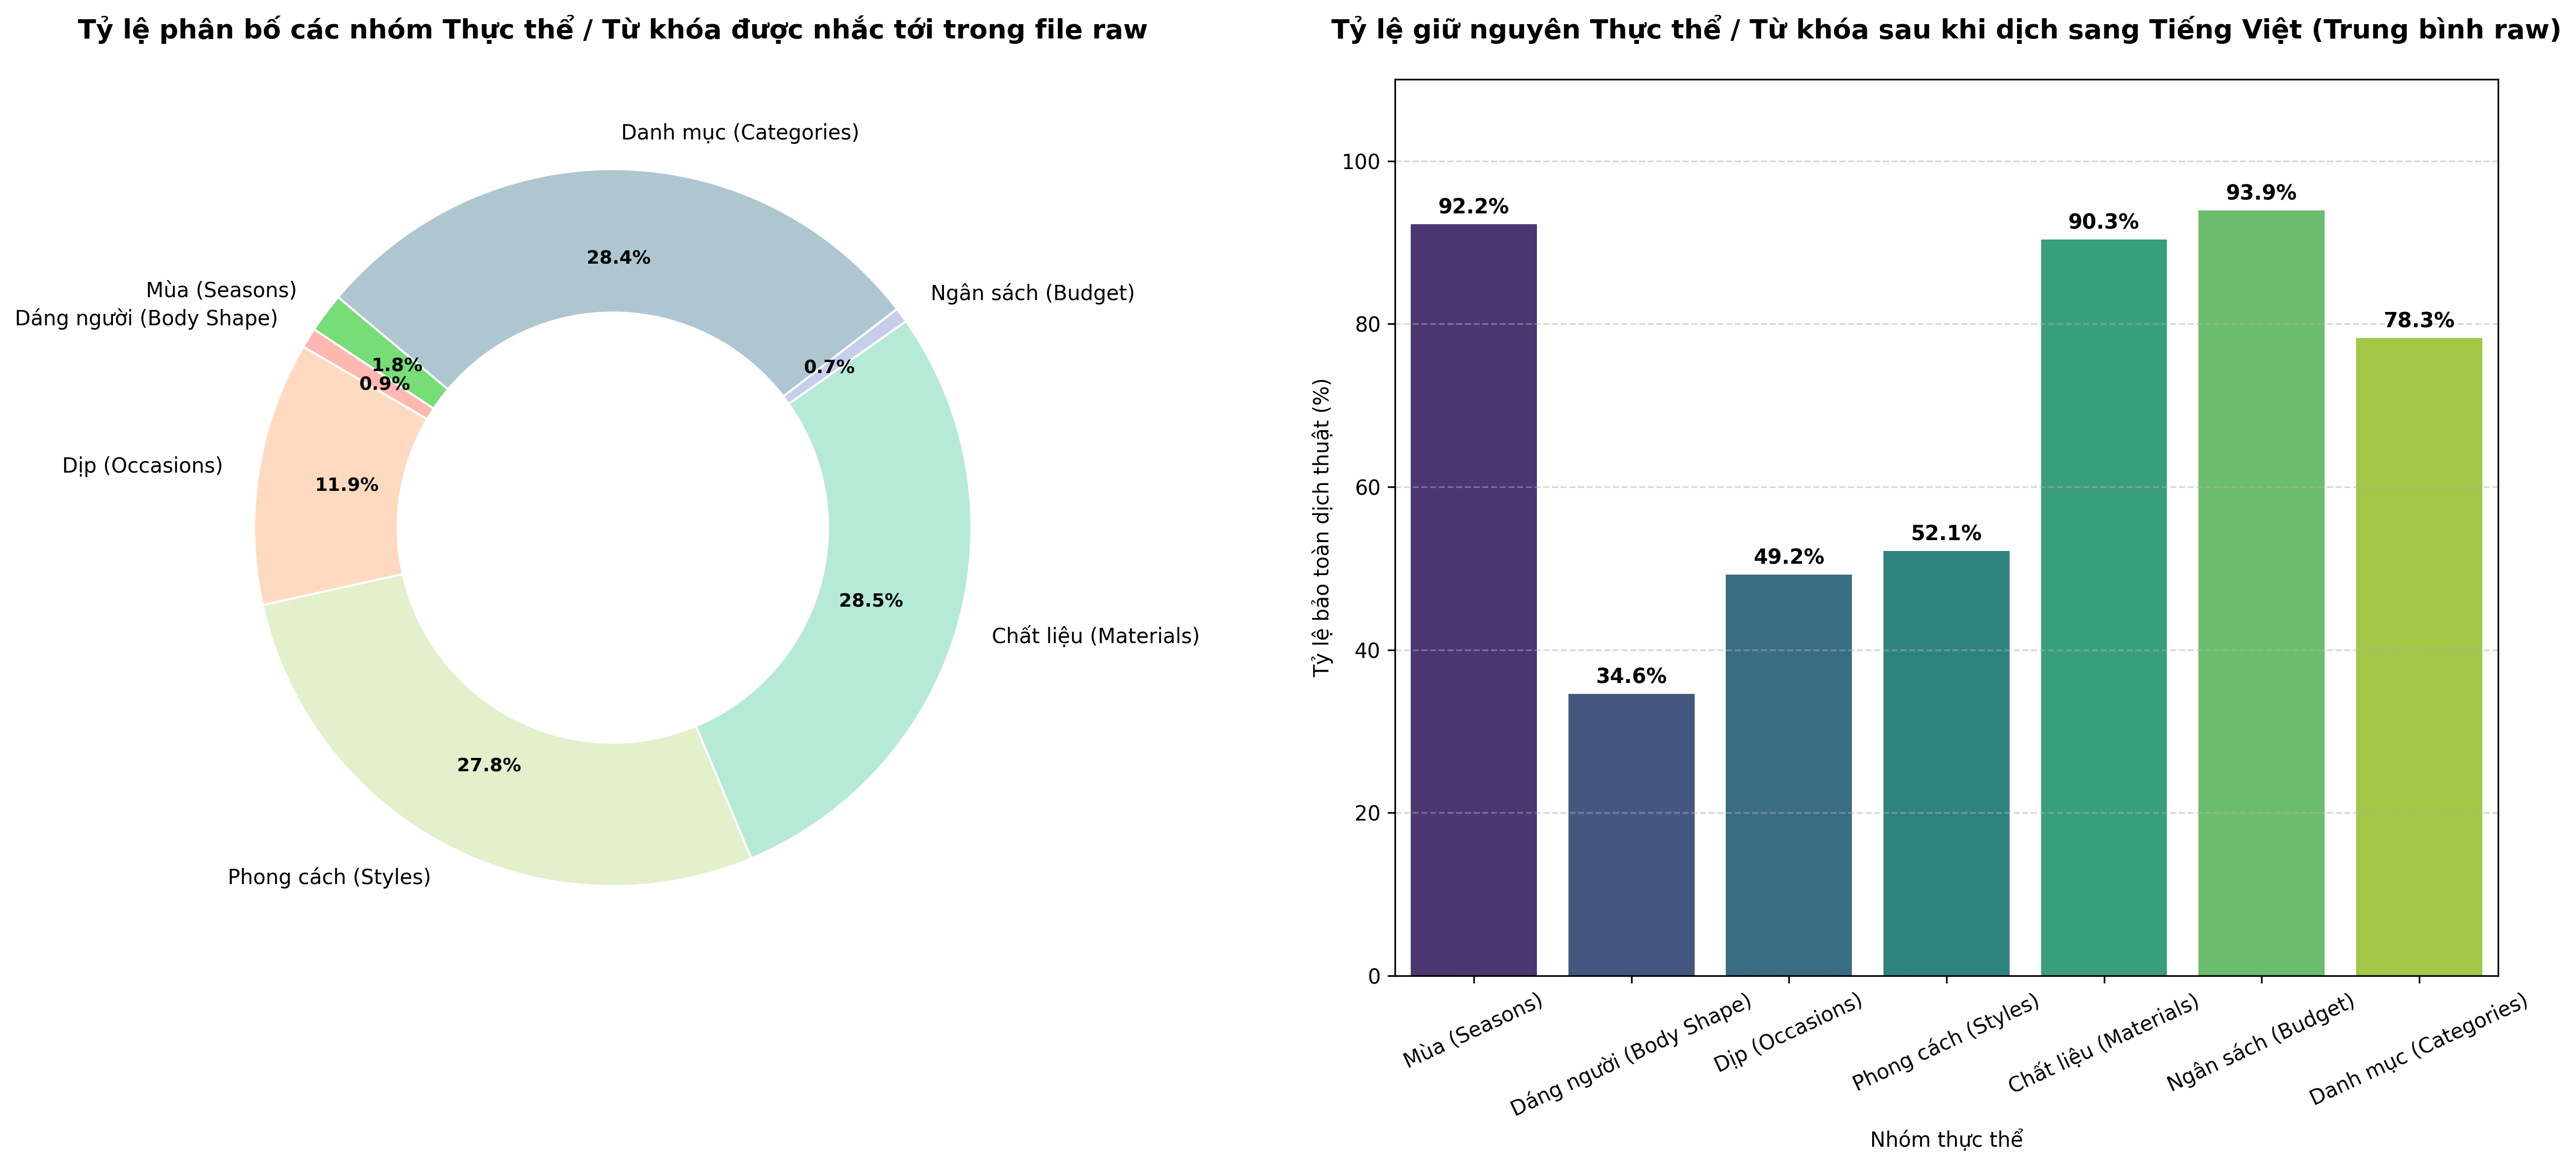 Tỷ lệ phân bố các nhóm Thực thể / Từ khóa được nhắc tới trong file raw
Danh mục (Categories)
28.4%
Mùa (Seasons)
Ngân sách (Budget)
Dáng người (Body Shape)
1.8%
0.7%
0.9%
Dịp (Occasions)
11.9%
28.5%
Chất liệu (Materials)
27.8%
Phong cách (Styles)
Tỷ lệ giữ nguyên Thực thể / Từ khóa sau khi dịch sang Tiếng Việt (Trung bình raw)
Tỷ lệ bảo toàn dịch thuật (%)
100
80
60
40
20
0
92.2%
34.6%
49.2%
52.1%
90.3%
93.9%
78.3%
Mùa (Seasons)
Dáng người (Body Shape)
Dịp (Occasions)
Phong cách (Styles)
Chất liệu (Materials)
Ngân sách (Budget)
Danh mục (Categories)
Nhóm thực thể